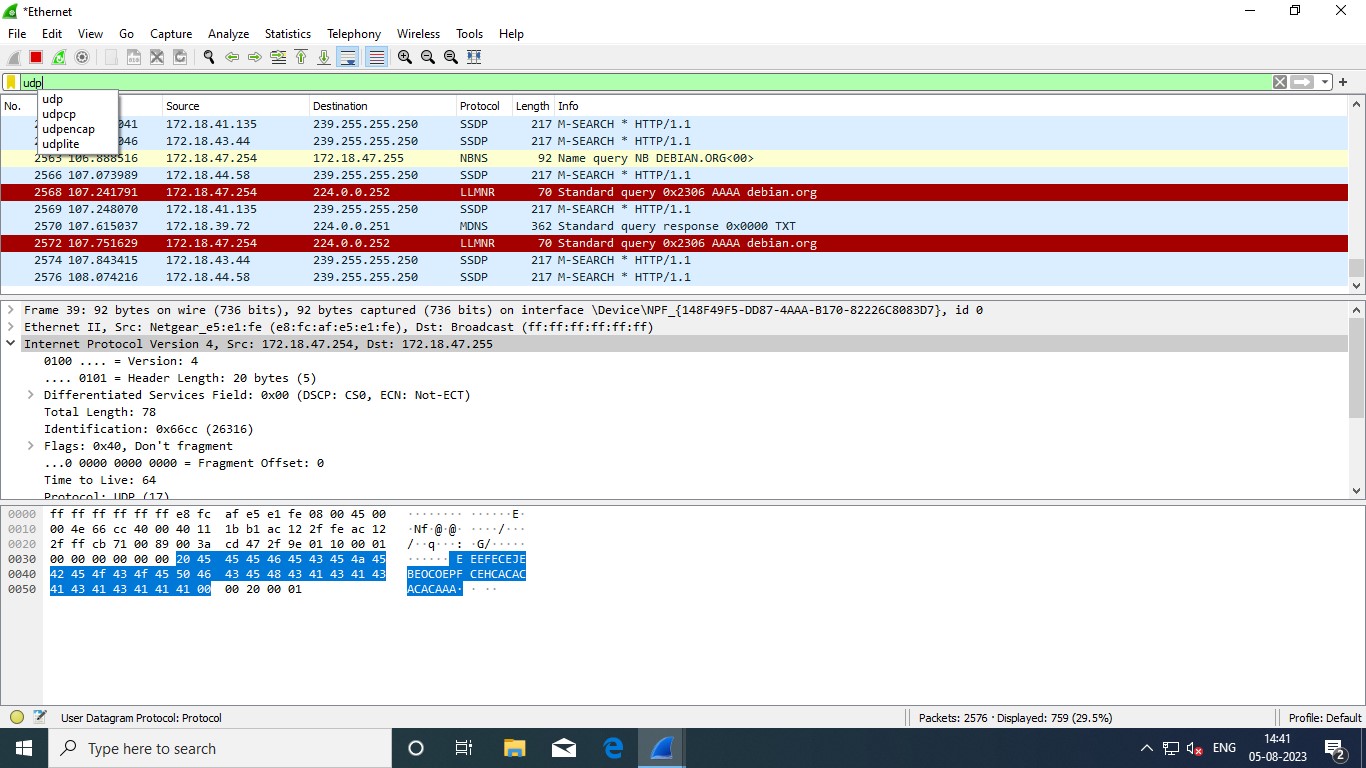 *Ethernet
File Edit View Go Capture Analyze Statistics Telephony Wireless Tools Help
udp
udp
udpcp
udpencap
udplite
No. Source Destination Protocol Length Info
041 172.18.41.135 239.255.255.250 SSDP 217 M-SEARCH * HTTP/1.1
046 172.18.43.44 239.255.255.250 SSDP 217 M-SEARCH * HTTP/1.1
2563 106.888516 172.18.47.254 172.18.47.255 NBNS 92 Name query NB DEBIAN.ORG<00>
2566 107.073989 172.18.44.58 239.255.255.250 SSDP 217 M-SEARCH * HTTP/1.1
2568 107.241791 172.18.47.254 224.0.0.252 LLMNR 70 Standard query 0x2306 AAAA debian.org
2569 107.248070 172.18.41.135 239.255.255.250 SSDP 217 M-SEARCH * HTTP/1.1
2570 107.615037 172.18.39.72 224.0.0.251 MDNS 362 Standard query response 0x0000 TXT
2572 107.751629 172.18.47.254 224.0.0.252 LLMNR 70 Standard query 0x2306 AAAA debian.org
2574 107.843415 172.18.43.44 239.255.255.250 SSDP 217 M-SEARCH * HTTP/1.1
2576 108.074216 172.18.44.58 239.255.255.250 SSDP 217 M-SEARCH * HTTP/1.1
Frame 39: 92 bytes on wire (736 bits), 92 bytes captured (736 bits) on interface \Device\NPF_{148F49F5-DD87-4AAA-B170-82226C8083D7}, id 0
Ethernet II, Src: Netgear_e5:e1:fe (e8:fc:af:e5:e1:fe), Dst: Broadcast (ff:ff:ff:ff:ff:ff)
Internet Protocol Version 4, Src: 172.18.47.254, Dst: 172.18.47.255
0100 .... = Version: 4
.... 0101 = Header Length: 20 bytes (5)
Differentiated Services Field: 0x00 (DSCP: CS0, ECN: Not-ECT)
Total Length: 78
Identification: 0x66cc (26316)
Flags: 0x40, Don't fragment
...0 0000 0000 0000 = Fragment Offset: 0
Time to Live: 64
Protocol: UDP (17)
0000 ff ff ff ff ff ff e8 fc af e5 e1 fe 08 00 45 00 ········ ······E·
0010 00 4e 66 cc 40 00 40 11 1b b1 ac 12 2f fe ac 12 ·Nf·@·@· ····/···
0020 2f ff cb 71 00 89 00 3a cd 47 2f 9e 01 10 00 01 /··q···: ·G/·····
0030 00 00 00 00 00 00 20 45 45 45 46 45 43 45 4a 45 ······ E EEFECEJE
0040 42 45 4f 43 4f 45 50 46 43 45 48 43 41 43 41 43 BEOCOEPF CEHCACAC
0050 41 43 41 43 41 41 41 00 00 20 00 01 ACACAAA· · ··
User Datagram Protocol: Protocol
Packets: 2576 · Displayed: 759 (29.5%)
Profile: Default
Type here to search
ENG
14:41
05-08-2023
2